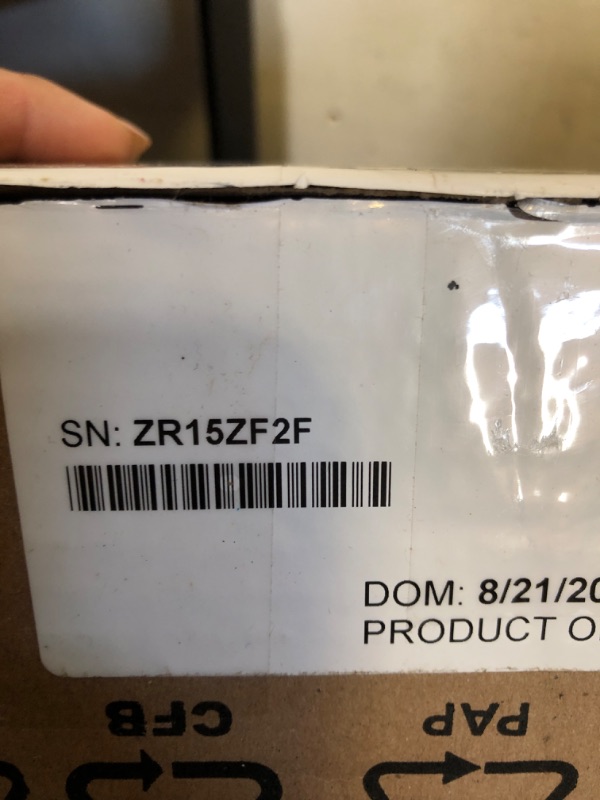 SN: ZR15ZF2F
DOM: 8/21/20
PRODUCT O
CFB
PAP